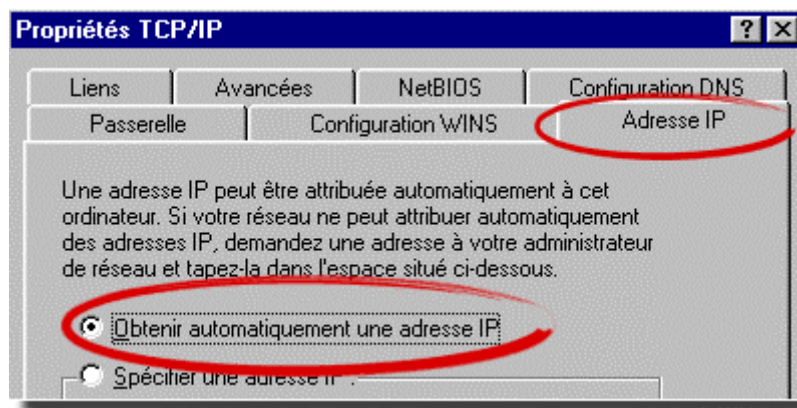 Propriétés TCP/IP
Liens Avancées NetBIOS Configuration DNS
Passerelle Configuration WINS Adresse IP
Une adresse IP peut être attribuée automatiquement à cet
ordinateur. Si votre réseau ne peut attribuer automatiquement
des adresses IP, demandez une adresse à votre administrateur
de réseau et tapez-la dans l'espace situé ci-dessous.
Obtenir automatiquement une adresse IP
Spécifier une adresse IP :